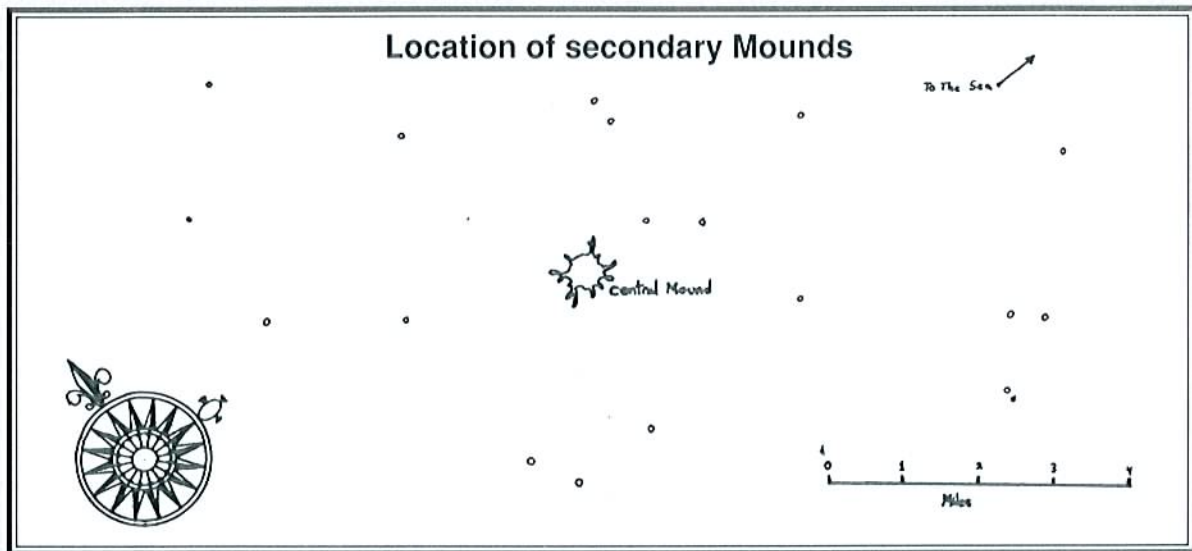 Location of secondary Mounds
To The Sea
Central Mound
0 1 2 3 4
Miles